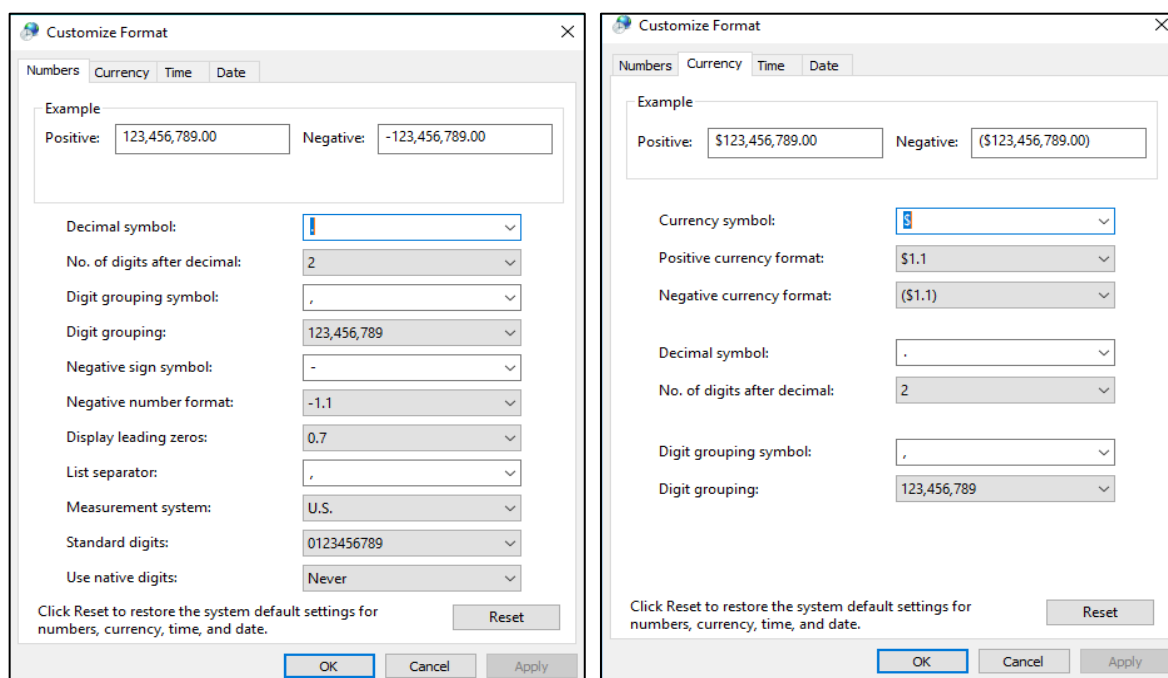 Customize Format
Numbers Currency Time Date
Example
Positive: 123,456,789.00 Negative: -123,456,789.00
Decimal symbol: .
No. of digits after decimal: 2
Digit grouping symbol: ,
Digit grouping: 123,456,789
Negative sign symbol: -
Negative number format: -1.1
Display leading zeros: 0.7
List separator: ,
Measurement system: U.S.
Standard digits: 0123456789
Use native digits: Never
Click Reset to restore the system default settings for
numbers, currency, time, and date.
Reset
OK Cancel Apply
Customize Format
Numbers Currency Time Date
Example
Positive: $123,456,789.00 Negative: ($123,456,789.00)
Currency symbol: $
Positive currency format: $1.1
Negative currency format: ($1.1)
Decimal symbol: .
No. of digits after decimal: 2
Digit grouping symbol: ,
Digit grouping: 123,456,789
Click Reset to restore the system default settings for
numbers, currency, time, and date.
Reset
OK Cancel Apply